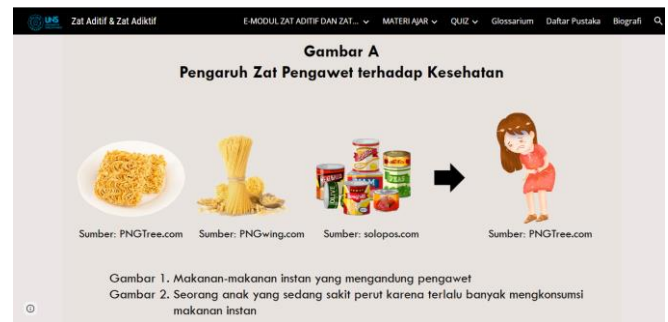 UNS
Zat Aditif & Zat Adiktif
E-MODUL ZAT ADITIF DAN ZAT...
MATERI AJAR
QUIZ
Glossarium
Daftar Pustaka
Biografi
Gambar A
Pengaruh Zat Pengawet terhadap Kesehatan
Sumber: PNGTree.com
Sumber: PNGwing.com
Sumber: solopos.com
Sumber: PNGTree.com
Gambar 1. Makanan-makanan instan yang mengandung pengawet
Gambar 2. Seorang anak yang sedang sakit perut karena terlalu banyak mengkonsumsi
makanan instan